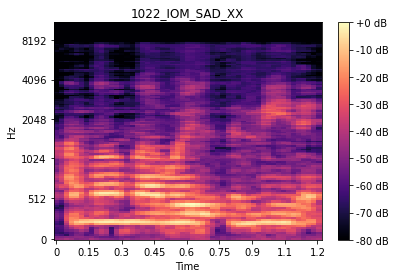 1022_IOM_SAD_XX
Hz
8192
4096
2048
1024
512
0
0 0.15 0.3 0.45 0.6 0.75 0.9 1.1 1.2
Time
+0 dB
-10 dB
-20 dB
-30 dB
-40 dB
-50 dB
-60 dB
-70 dB
-80 dB